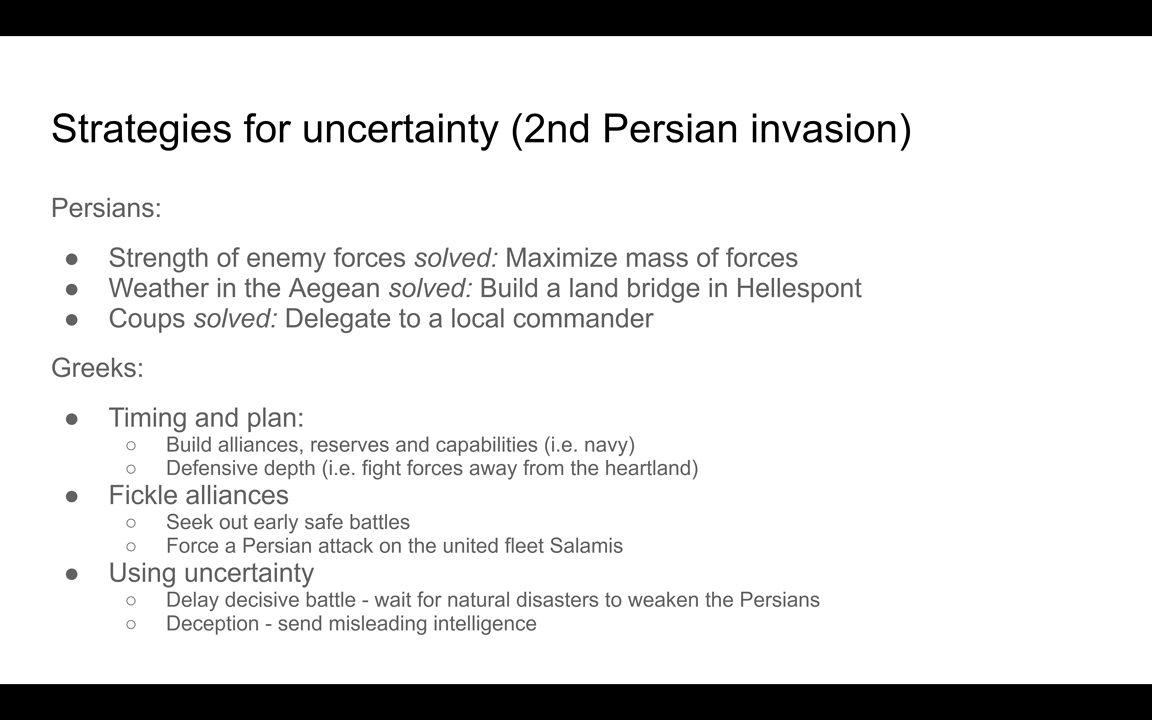 Strategies for uncertainty (2nd Persian invasion)
Persians:
● Strength of enemy forces solved: Maximize mass of forces
● Weather in the Aegean solved: Build a land bridge in Hellespont
● Coups solved: Delegate to a local commander
Greeks:
● Timing and plan:
○ Build alliances, reserves and capabilities (i.e. navy)
○ Defensive depth (i.e. fight forces away from the heartland)
● Fickle alliances
○ Seek out early safe battles
○ Force a Persian attack on the united fleet Salamis
● Using uncertainty
○ Delay decisive battle - wait for natural disasters to weaken the Persians
○ Deception - send misleading intelligence